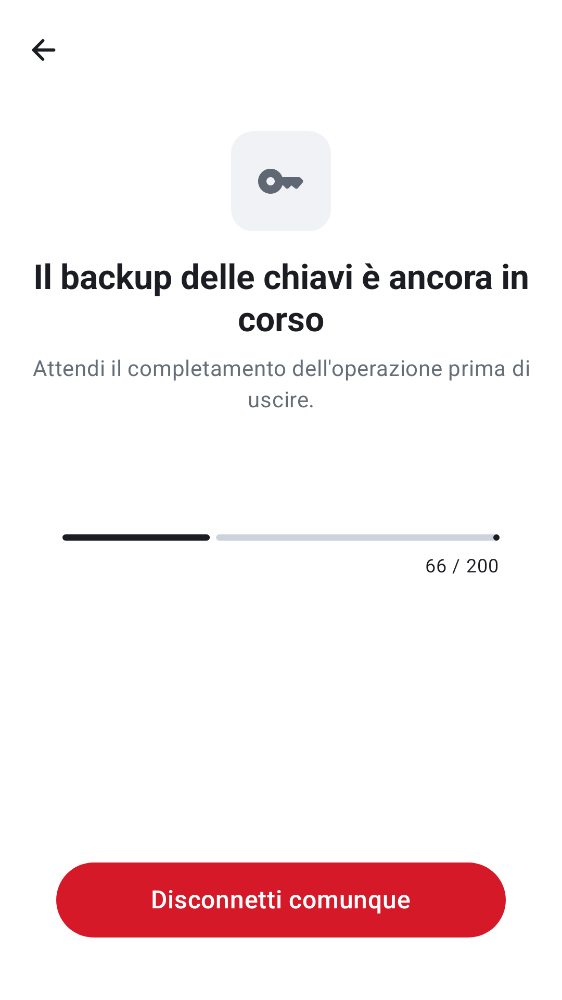 Il backup delle chiavi è ancora in
corso
Attendi il completamento dell'operazione prima di
uscire.
66 / 200
Disconnetti comunque